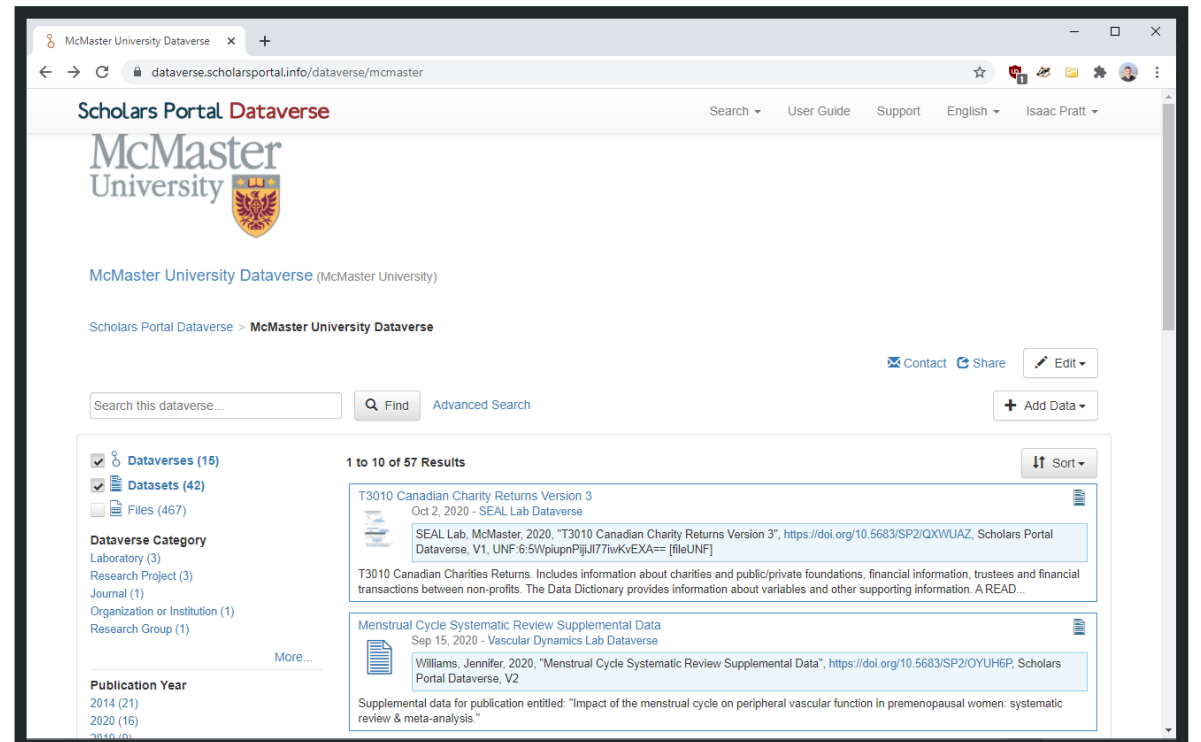 McMaster University Dataverse
dataverse.scholarsportal.info/dataverse/mcmaster
1
Scholars Portal Dataverse
Search
User Guide
Support
English
Isaac Pratt
McMaster
University
McMaster University Dataverse (McMaster University)
Scholars Portal Dataverse > McMaster University Dataverse
Contact
Share
Edit
Search this dataverse...
Find
Advanced Search
Add Data
Dataverses (15)
Datasets (42)
Files (467)
Dataverse Category
Laboratory (3)
Research Project (3)
Journal (1)
Organization or Institution (1)
Research Group (1)
More...
Publication Year
2014 (21)
2020 (16)
2019 (9)
1 to 10 of 57 Results
Sort
T3010 Canadian Charity Returns Version 3
Oct 2, 2020 - SEAL Lab Dataverse
SEAL Lab, McMaster, 2020, "T3010 Canadian Charity Returns Version 3", https://doi.org/10.5683/SP2/QXWUAZ, Scholars Portal
Dataverse, V1, UNF:6:5WpiupnPijiJl77iwKvEXA== [fileUNF]
T3010 Canadian Charities Returns. Includes information about charities and public/private foundations, financial information, trustees and financial
transactions between non-profits. The Data Dictionary provides information about variables and other supporting information. A READ...
Menstrual Cycle Systematic Review Supplemental Data
Sep 15, 2020 - Vascular Dynamics Lab Dataverse
Williams, Jennifer, 2020, "Menstrual Cycle Systematic Review Supplemental Data", https://doi.org/10.5683/SP2/OYUH6P, Scholars
Portal Dataverse, V2
Supplemental data for publication entitled: "Impact of the menstrual cycle on peripheral vascular function in premenopausal women: systematic
review & meta-analysis."